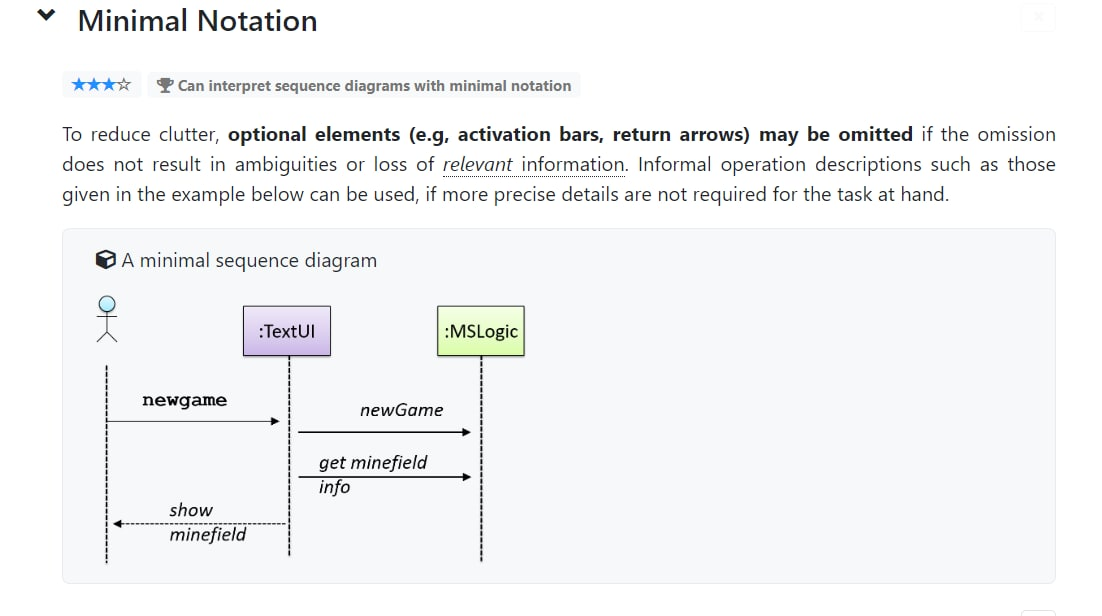 Minimal Notation
★★★☆ Can interpret sequence diagrams with minimal notation
To reduce clutter, optional elements (e.g, activation bars, return arrows) may be omitted if the omission
does not result in ambiguities or loss of relevant information. Informal operation descriptions such as those
given in the example below can be used, if more precise details are not required for the task at hand.
A minimal sequence diagram
:TextUI
:MSLogic
newgame
newGame
get minefield
info
show
minefield